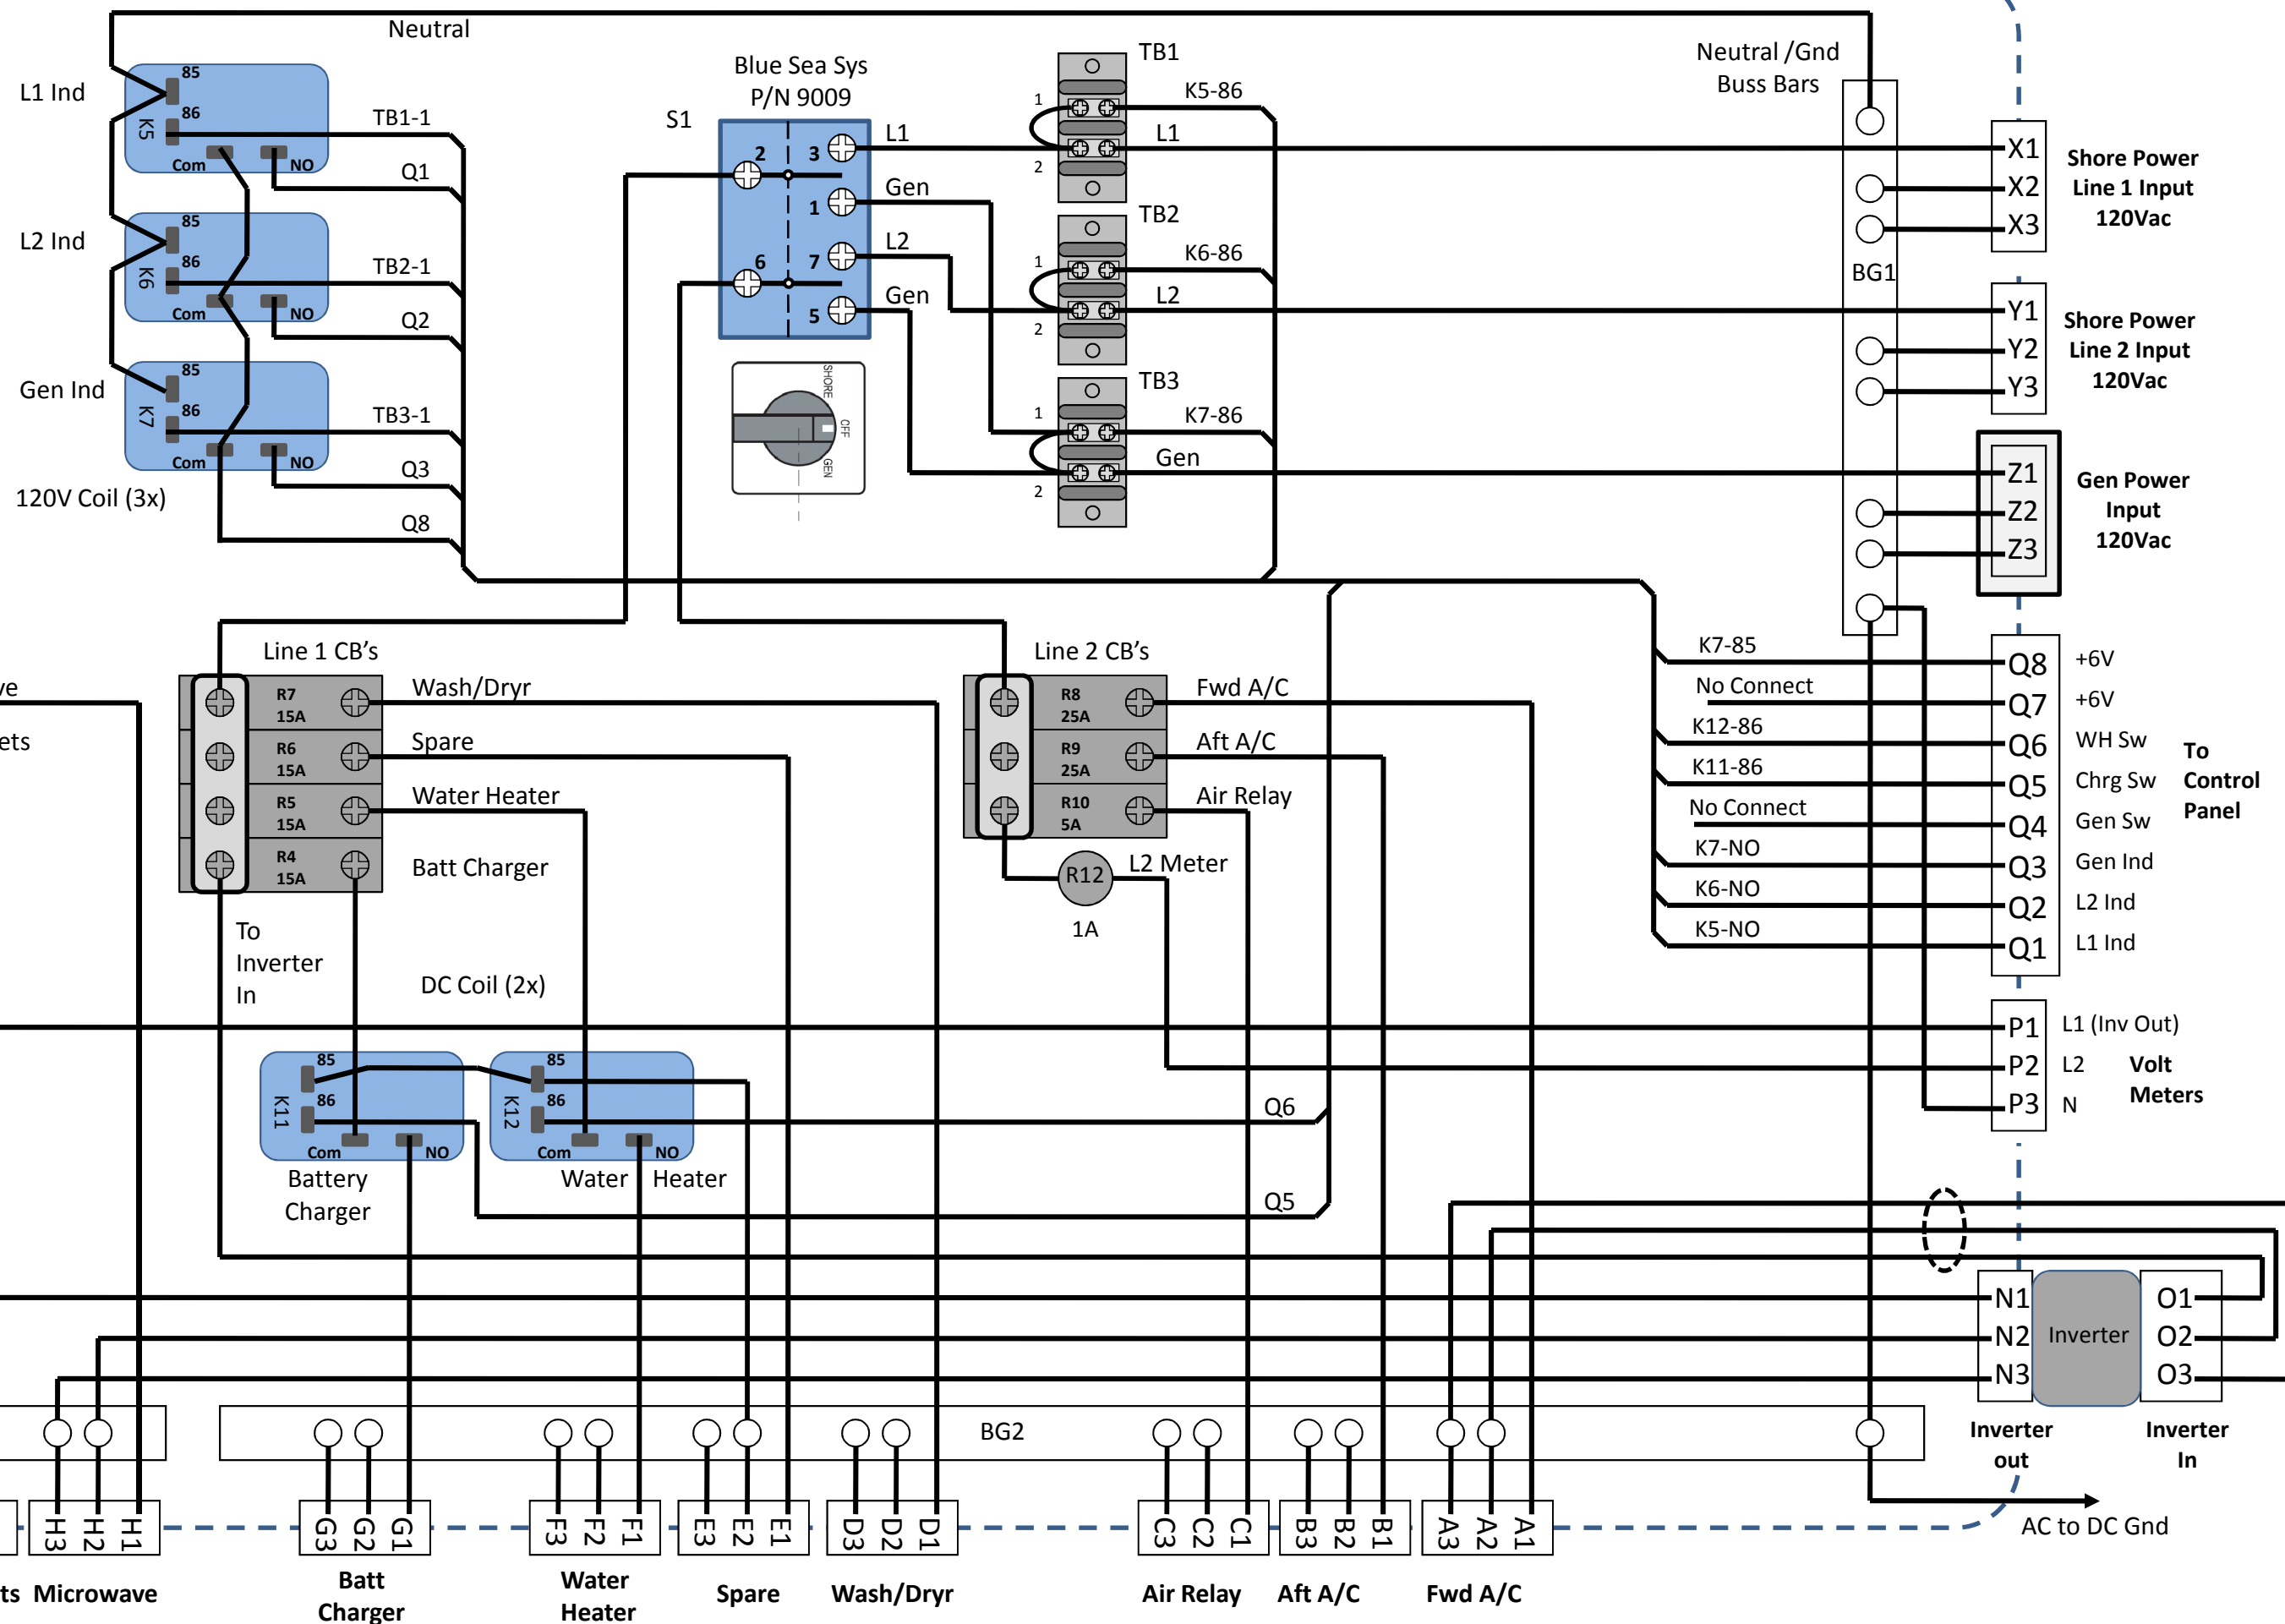 Neutral
L1 Ind
85
86
K5
Com
NO
TB1-1
Q1
L2 Ind
85
86
K6
Com
NO
TB2-1
Q2
Gen Ind
85
86
K7
Com
NO
TB3-1
Q3
120V Coil (3x)
Q8
Blue Sea Sys
P/N 9009
S1
2
3
1
6
7
5
L1
Gen
L2
Gen
SHORE
OFF
GEN
TB1
1
2
K5-86
L1
TB2
1
2
K6-86
L2
TB3
1
2
K7-86
Gen
Neutral /Gnd
Buss Bars
BG1
X1
X2
X3
Shore Power
Line 1 Input
120Vac
Y1
Y2
Y3
Shore Power
Line 2 Input
120Vac
Z1
Z2
Z3
Gen Power
Input
120Vac
K7-85
Q8
+6V
No Connect
Q7
+6V
K12-86
Q6
WH Sw
K11-86
Q5
Chrg Sw
No Connect
Q4
Gen Sw
K7-NO
Q3
Gen Ind
K6-NO
Q2
L2 Ind
K5-NO
Q1
L1 Ind
To
Control
Panel
P1
L1 (Inv Out)
P2
L2
P3
N
Volt
Meters
ve
ets
Line 1 CB's
R7
15A
Wash/Dryr
R6
15A
Spare
R5
15A
Water Heater
R4
15A
Batt Charger
To
Inverter
In
Line 2 CB's
R8
25A
Fwd A/C
R9
25A
Aft A/C
R10
5A
Air Relay
R12
L2 Meter
1A
DC Coil (2x)
85
86
K11
Com
NO
Battery
Charger
85
86
K12
Com
NO
Water Heater
Q6
Q5
N1
N2
N3
Inverter
O1
O2
O3
Inverter
out
Inverter
In
BG2
AC to DC Gnd
H3
H2
H1
G3
G2
G1
F3
F2
F1
E3
E2
E1
D3
D2
D1
C3
C2
C1
B3
B2
B1
A3
A2
A1
ts
Microwave
Batt
Charger
Water
Heater
Spare
Wash/Dryr
Air Relay
Aft A/C
Fwd A/C